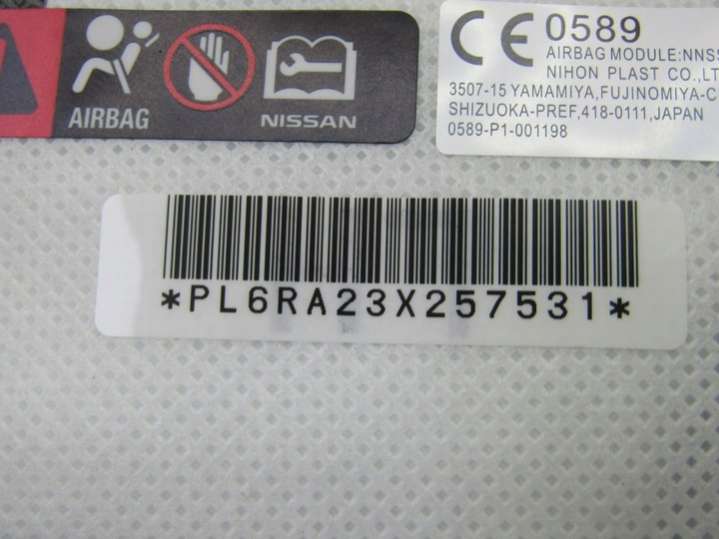 AIRBAG
NISSAN
CE 0589
AIRBAG MODULE:NNS
NIHON PLAST CO.,LT
3507-15 YAMAMIYA,FUJINOMIYA-C
SHIZUOKA-PREF,418-0111,JAPAN
0589-P1-001198
*PL6RA23X257531*